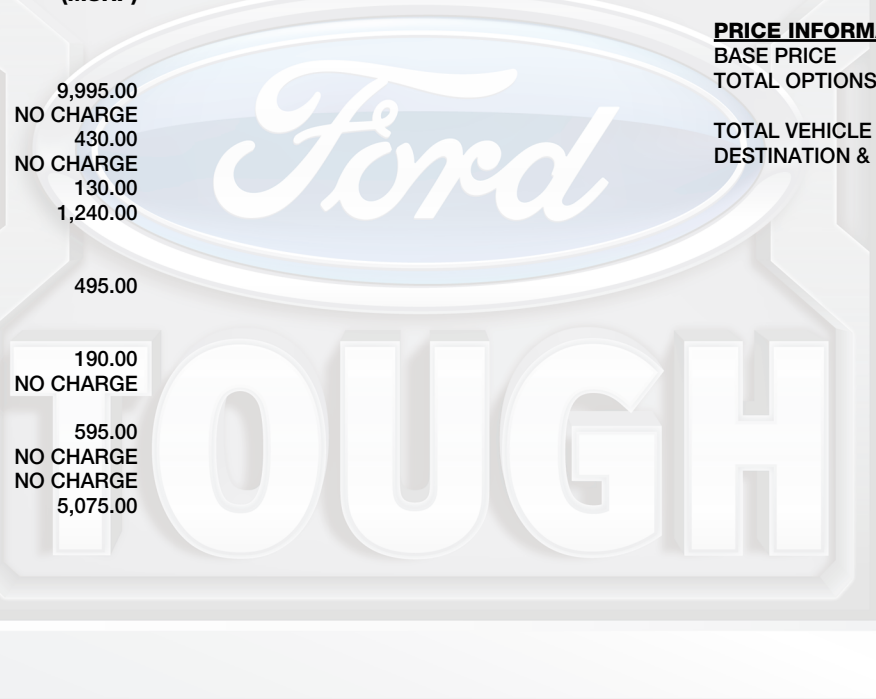 9,995.00
NO CHARGE
430.00
NO CHARGE
130.00
1,240.00
495.00
190.00
NO CHARGE
595.00
NO CHARGE
NO CHARGE
5,075.00
PRICE
BASE PRICE
TOTAL OPTIONS
TOTAL VEHICLE
DESTINATION &
Ford
TOUGH